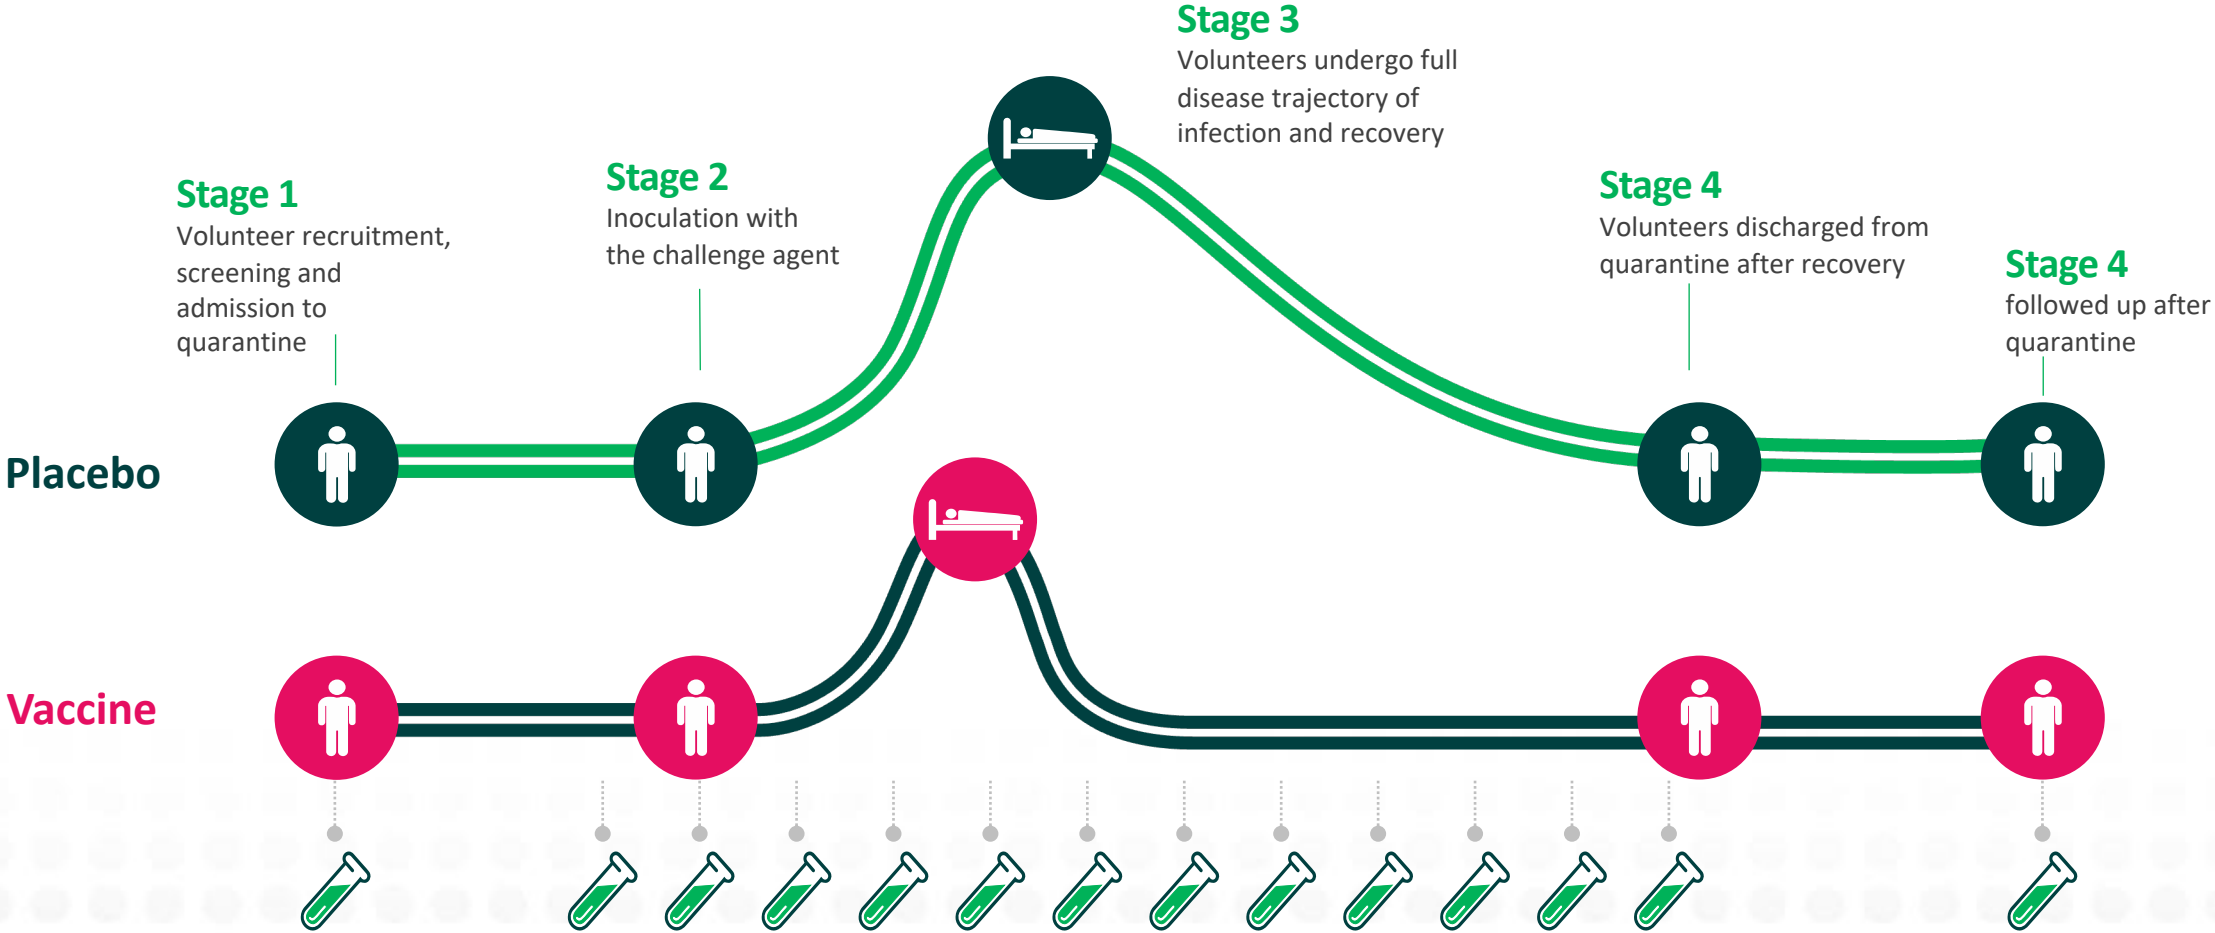 Stage 3
Volunteers undergo full
disease trajectory of
infection and recovery
Stage 1
Volunteer recruitment,
screening and
admission to
quarantine
Stage 2
Inoculation with
the challenge agent
Stage 4
Volunteers discharged from
quarantine after recovery
Stage 4
followed up after
quarantine
Placebo
Vaccine